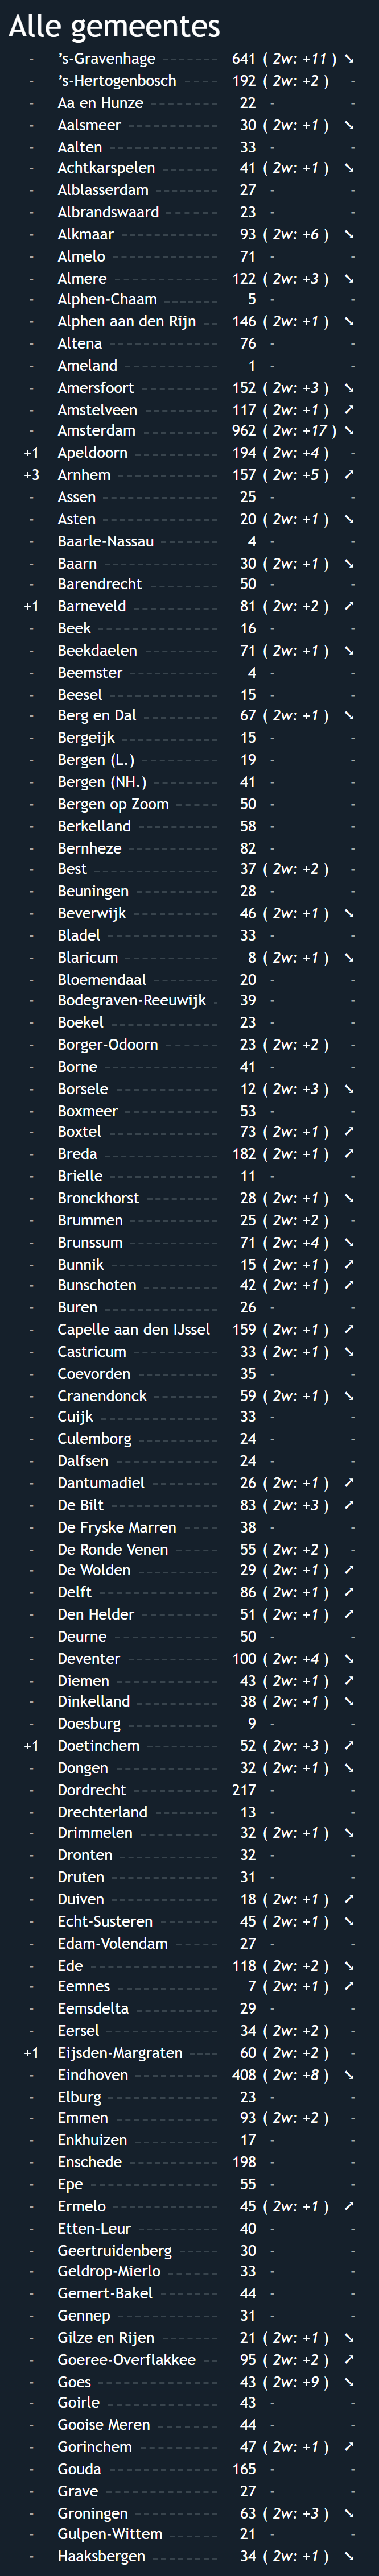 Alle gemeentes
- ’s-Gravenhage 641 ( 2w: +11 ) ➘
- ’s-Hertogenbosch 192 ( 2w: +2 ) -
- Aa en Hunze 22 - -
- Aalsmeer 30 ( 2w: +1 ) ➘
- Aalten 33 - -
- Achtkarspelen 41 ( 2w: +1 ) ➘
- Alblasserdam 27 - -
- Albrandswaard 23 - -
- Alkmaar 93 ( 2w: +6 ) ➘
- Almelo 71 - -
- Almere 122 ( 2w: +3 ) ➘
- Alphen-Chaam 5 - -
- Alphen aan den Rijn 146 ( 2w: +1 ) ➘
- Altena 76 - -
- Ameland 1 - -
- Amersfoort 152 ( 2w: +3 ) ➘
- Amstelveen 117 ( 2w: +1 ) ➚
- Amsterdam 962 ( 2w: +17 ) ➘
+1 Apeldoorn 194 ( 2w: +4 ) -
+3 Arnhem 157 ( 2w: +5 ) ➚
- Assen 25 - -
- Asten 20 ( 2w: +1 ) ➘
- Baarle-Nassau 4 - -
- Baarn 30 ( 2w: +1 ) ➘
- Barendrecht 50 - -
+1 Barneveld 81 ( 2w: +2 ) ➚
- Beek 16 - -
- Beekdaelen 71 ( 2w: +1 ) ➘
- Beemster 4 - -
- Beesel 15 - -
- Berg en Dal 67 ( 2w: +1 ) ➘
- Bergeijk 15 - -
- Bergen (L.) 19 - -
- Bergen (NH.) 41 - -
- Bergen op Zoom 50 - -
- Berkelland 58 - -
- Bernheze 82 - -
- Best 37 ( 2w: +2 ) -
- Beuningen 28 - -
- Beverwijk 46 ( 2w: +1 ) ➘
- Bladel 33 - -
- Blaricum 8 ( 2w: +1 ) ➘
- Bloemendaal 20 - -
- Bodegraven-Reeuwijk 39 - -
- Boekel 23 - -
- Borger-Odoorn 23 ( 2w: +2 ) -
- Borne 41 - -
- Borsele 12 ( 2w: +3 ) ➘
- Boxmeer 53 - -
- Boxtel 73 ( 2w: +1 ) ➚
- Breda 182 ( 2w: +1 ) ➚
- Brielle 11 - -
- Bronckhorst 28 ( 2w: +1 ) ➘
- Brummen 25 ( 2w: +2 ) -
- Brunssum 71 ( 2w: +4 ) ➘
- Bunnik 15 ( 2w: +1 ) ➚
- Bunschoten 42 ( 2w: +1 ) ➚
- Buren 26 - -
- Capelle aan den IJssel 159 ( 2w: +1 ) ➚
- Castricum 33 ( 2w: +1 ) ➘
- Coevorden 35 - -
- Cranendonck 59 ( 2w: +1 ) ➘
- Cuijk 33 - -
- Culemborg 24 - -
- Dalfsen 24 - -
- Dantumadiel 26 ( 2w: +1 ) ➚
- De Bilt 83 ( 2w: +3 ) ➚
- De Fryske Marren 38 - -
- De Ronde Venen 55 ( 2w: +2 ) -
- De Wolden 29 ( 2w: +1 ) ➚
- Delft 86 ( 2w: +1 ) ➚
- Den Helder 51 ( 2w: +1 ) ➚
- Deurne 50 - -
- Deventer 100 ( 2w: +4 ) ➘
- Diemen 43 ( 2w: +1 ) ➚
- Dinkelland 38 ( 2w: +1 ) ➘
- Doesburg 9 - -
+1 Doetinchem 52 ( 2w: +3 ) ➚
- Dongen 32 ( 2w: +1 ) ➘
- Dordrecht 217 - -
- Drechterland 13 - -
- Drimmelen 32 ( 2w: +1 ) ➘
- Dronten 32 - -
- Druten 31 - -
- Duiven 18 ( 2w: +1 ) ➚
- Echt-Susteren 45 ( 2w: +1 ) ➘
- Edam-Volendam 27 - -
- Ede 118 ( 2w: +2 ) ➘
- Eemnes 7 ( 2w: +1 ) ➚
- Eemsdelta 29 - -
- Eersel 34 ( 2w: +2 ) -
+1 Eijsden-Margraten 60 ( 2w: +2 ) -
- Eindhoven 408 ( 2w: +8 ) ➘
- Elburg 23 - -
- Emmen 93 ( 2w: +2 ) -
- Enkhuizen 17 - -
- Enschede 198 - -
- Epe 55 - -
- Ermelo 45 ( 2w: +1 ) ➚
- Etten-Leur 40 - -
- Geertruidenberg 30 - -
- Geldrop-Mierlo 33 - -
- Gemert-Bakel 44 - -
- Gennep 31 - -
- Gilze en Rijen 21 ( 2w: +1 ) ➘
- Goeree-Overflakkee 95 ( 2w: +2 ) ➚
- Goes 43 ( 2w: +9 ) ➘
- Goirle 43 - -
- Gooise Meren 44 - -
- Gorinchem 47 ( 2w: +1 ) ➚
- Gouda 165 - -
- Grave 27 - -
- Groningen 63 ( 2w: +3 ) ➘
- Gulpen-Wittem 21 - -
- Haaksbergen 34 ( 2w: +1 ) ➘